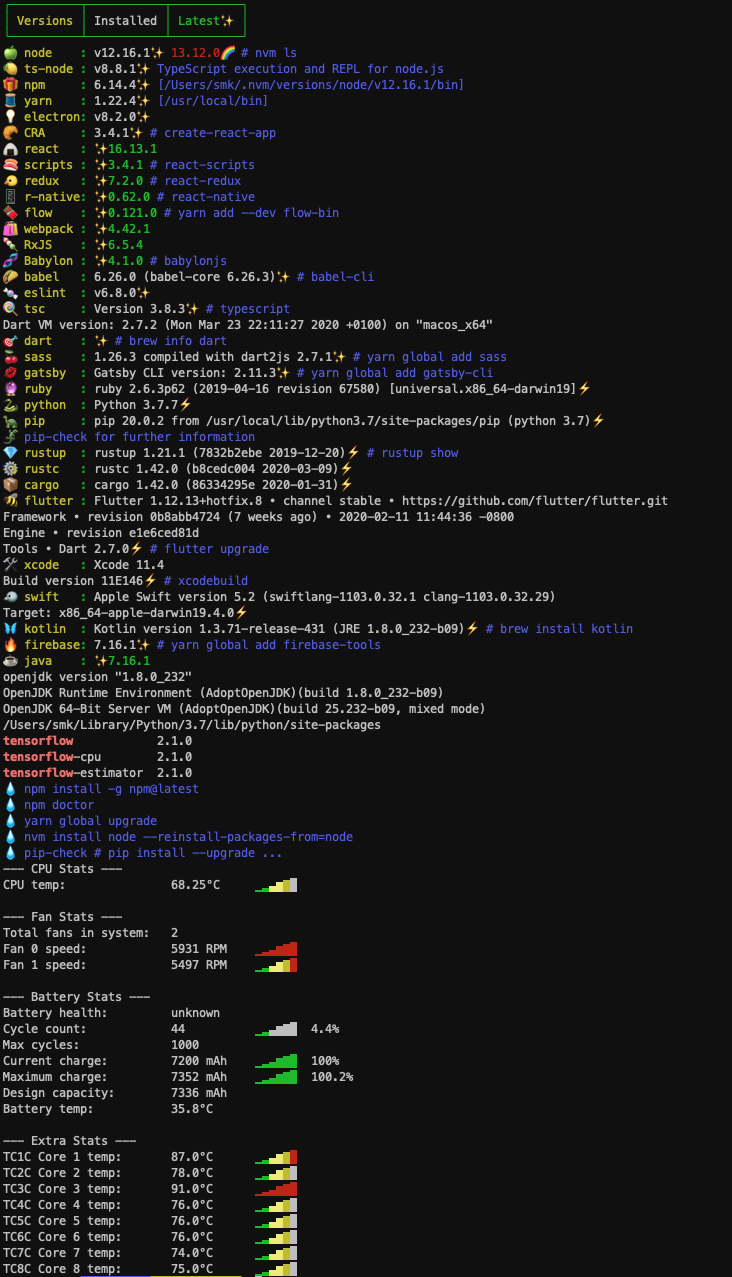 Versions Installed Latest✨
🍏 node : v12.16.1✨ 13.12.0🌈 # nvm ls
ts-node : v8.8.1✨ TypeScript execution and REPL for node.js
🎁 npm : 6.14.4✨ [/Users/smk/.nvm/versions/node/v12.16.1/bin]
🧵 yarn : 1.22.4✨ [/usr/local/bin]
💡 electron: v8.2.0✨
🥐 CRA : 3.4.1✨ # create-react-app
🍙 react : ✨16.13.1
🥓 scripts : ✨3.4.1 # react-scripts
🐤 redux : ✨7.2.0 # react-redux
r-native: ✨0.62.0 # react-native
🍫 flow : ✨0.121.0 # yarn add --dev flow-bin
🛍 webpack : ✨4.42.1
🍡 RxJS : ✨6.5.4
🧬 Babylon : ✨4.1.0 # babylonjs
🌮 babel : 6.26.0 (babel-core 6.26.3)✨ # babel-cli
🍬 eslint : v6.8.0✨
🍭 tsc : Version 3.8.3✨ # typescript
Dart VM version: 2.7.2 (Mon Mar 23 22:11:27 2020 +0100) on "macos_x64"
🎯 dart : ✨ # brew info dart
🍒 sass : 1.26.3 compiled with dart2js 2.7.1✨ # yarn global add sass
💋 gatsby : Gatsby CLI version: 2.11.3✨ # yarn global add gatsby-cli
🔮 ruby : ruby 2.6.3p62 (2019-04-16 revision 67580) [universal.x86_64-darwin19]⚡
🐍 python : Python 3.7.7⚡
🦕 pip : pip 20.0.2 from /usr/local/lib/python3.7/site-packages/pip (python 3.7)⚡
🦖 pip-check for further information
💎 rustup : rustup 1.21.1 (7832b2ebe 2019-12-20)⚡ # rustup show
⚙️ rustc : rustc 1.42.0 (b8cedc004 2020-03-09)⚡
📦 cargo : cargo 1.42.0 (86334295e 2020-01-31)⚡
🐝 flutter : Flutter 1.12.13+hotfix.8 • channel stable • https://github.com/flutter/flutter.git
Framework • revision 0b8abb4724 (7 weeks ago) • 2020-02-11 11:44:36 -0800
Engine • revision e1e6ced81d
Tools • Dart 2.7.0⚡ # flutter upgrade
🛠 xcode : Xcode 11.4
Build version 11E146⚡ # xcodebuild
swift : Apple Swift version 5.2 (swiftlang-1103.0.32.1 clang-1103.0.32.29)
Target: x86_64-apple-darwin19.4.0⚡
🦋 kotlin : Kotlin version 1.3.71-release-431 (JRE 1.8.0_232-b09)⚡ # brew install kotlin
🔥 firebase: 7.16.1✨ # yarn global add firebase-tools
☕ java : ✨7.16.1
openjdk version "1.8.0_232"
OpenJDK Runtime Environment (AdoptOpenJDK)(build 1.8.0_232-b09)
OpenJDK 64-Bit Server VM (AdoptOpenJDK)(build 25.232-b09, mixed mode)
/Users/smk/Library/Python/3.7/lib/python/site-packages
tensorflow 2.1.0
tensorflow-cpu 2.1.0
tensorflow-estimator 2.1.0
💧 npm install -g npm@latest
💧 npm doctor
💧 yarn global upgrade
💧 nvm install node --reinstall-packages-from=node
💧 pip-check # pip install --upgrade ...
--- CPU Stats ---
CPU temp: 68.25°C
--- Fan Stats ---
Total fans in system: 2
Fan 0 speed: 5931 RPM
Fan 1 speed: 5497 RPM
--- Battery Stats ---
Battery health: unknown
Cycle count: 44 4.4%
Max cycles: 1000
Current charge: 7200 mAh 100%
Maximum charge: 7352 mAh 100.2%
Design capacity: 7336 mAh
Battery temp: 35.8°C
--- Extra Stats ---
TC1C Core 1 temp: 87.0°C
TC2C Core 2 temp: 78.0°C
TC3C Core 3 temp: 91.0°C
TC4C Core 4 temp: 76.0°C
TC5C Core 5 temp: 76.0°C
TC6C Core 6 temp: 76.0°C
TC7C Core 7 temp: 74.0°C
TC8C Core 8 temp: 75.0°C